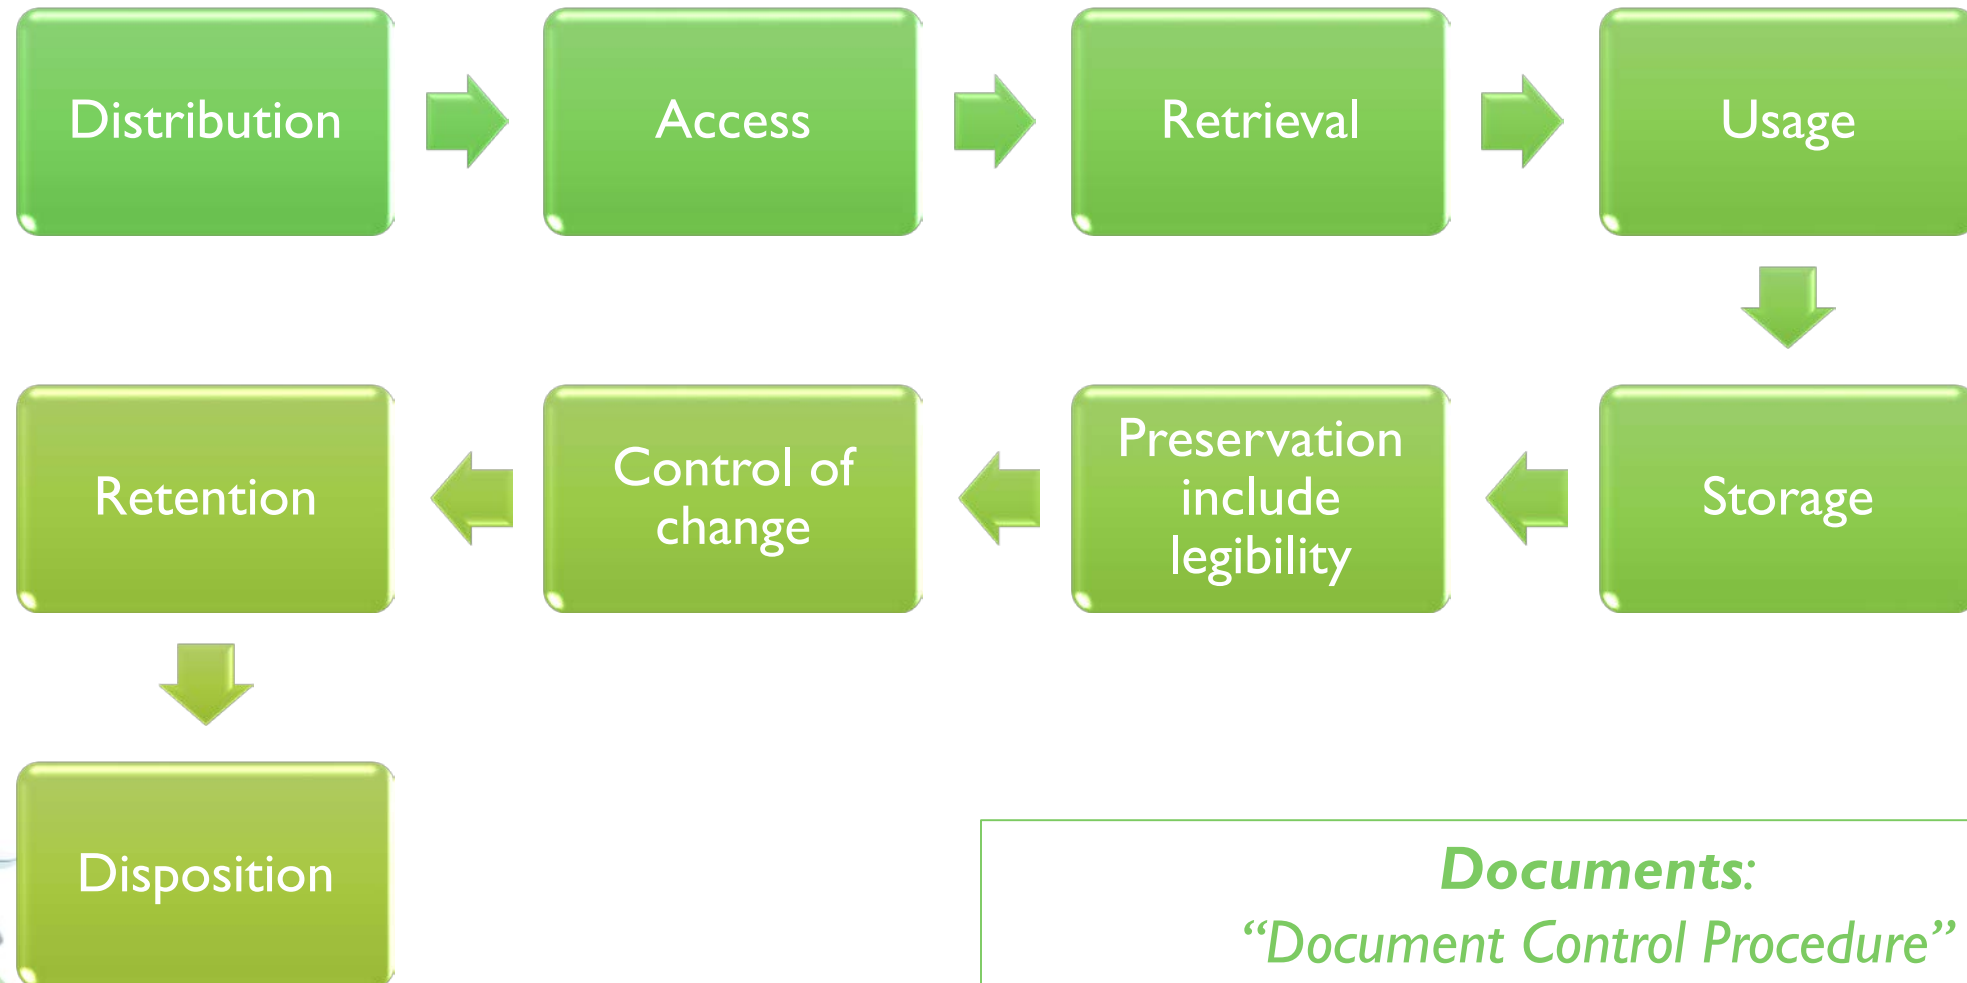 Distribution
Access
Retrieval
Usage
Storage
Preservation
include
legibility
Control of
change
Retention
Disposition
Documents:
“Document Control Procedure”